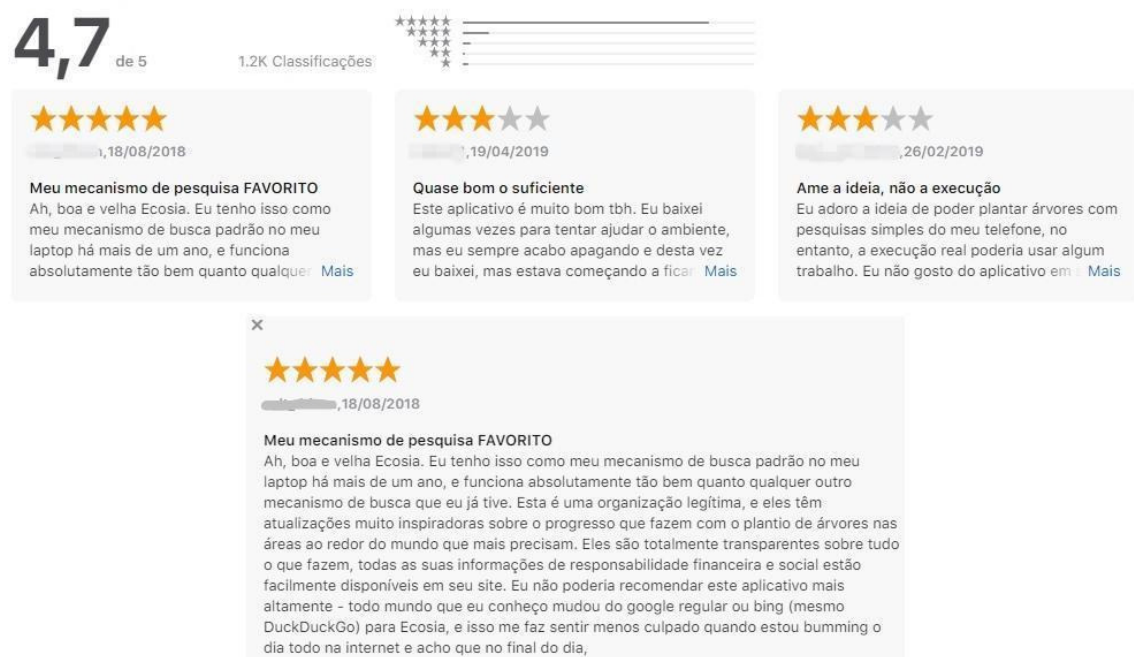 4,7 de 5
1.2K Classificações
,18/08/2018
Meu mecanismo de pesquisa FAVORITO
Ah, boa e velha Ecosia. Eu tenho isso como
meu mecanismo de busca padrão no meu
laptop há mais de um ano, e funciona
absolutamente tão bem quanto qualquer Mais
,19/04/2019
Quase bom o suficiente
Este aplicativo é muito bom tbh. Eu baixei
algumas vezes para tentar ajudar o ambiente,
mas eu sempre acabo apagando e desta vez
eu baixei, mas estava começando a ficar Mais
,26/02/2019
Ame a ideia, não a execução
Eu adoro a ideia de poder plantar árvores com
pesquisas simples do meu telefone, no
entanto, a execução real poderia usar algum
trabalho. Eu não gosto do aplicativo em Mais
,18/08/2018
Meu mecanismo de pesquisa FAVORITO
Ah, boa e velha Ecosia. Eu tenho isso como meu mecanismo de busca padrão no meu
laptop há mais de um ano, e funciona absolutamente tão bem quanto qualquer outro
mecanismo de busca que eu já tive. Esta é uma organização legítima, e eles têm
atualizações muito inspiradoras sobre o progresso que fazem com o plantio de árvores nas
áreas ao redor do mundo que mais precisam. Eles são totalmente transparentes sobre tudo
o que fazem, todas as suas informações de responsabilidade financeira e social estão
facilmente disponíveis em seu site. Eu não poderia recomendar este aplicativo mais
altamente - todo mundo que eu conheço mudou do google regular ou bing (mesmo
DuckDuckGo) para Ecosia, e isso me faz sentir menos culpado quando estou bumming o
dia todo na internet e acho que no final do dia,